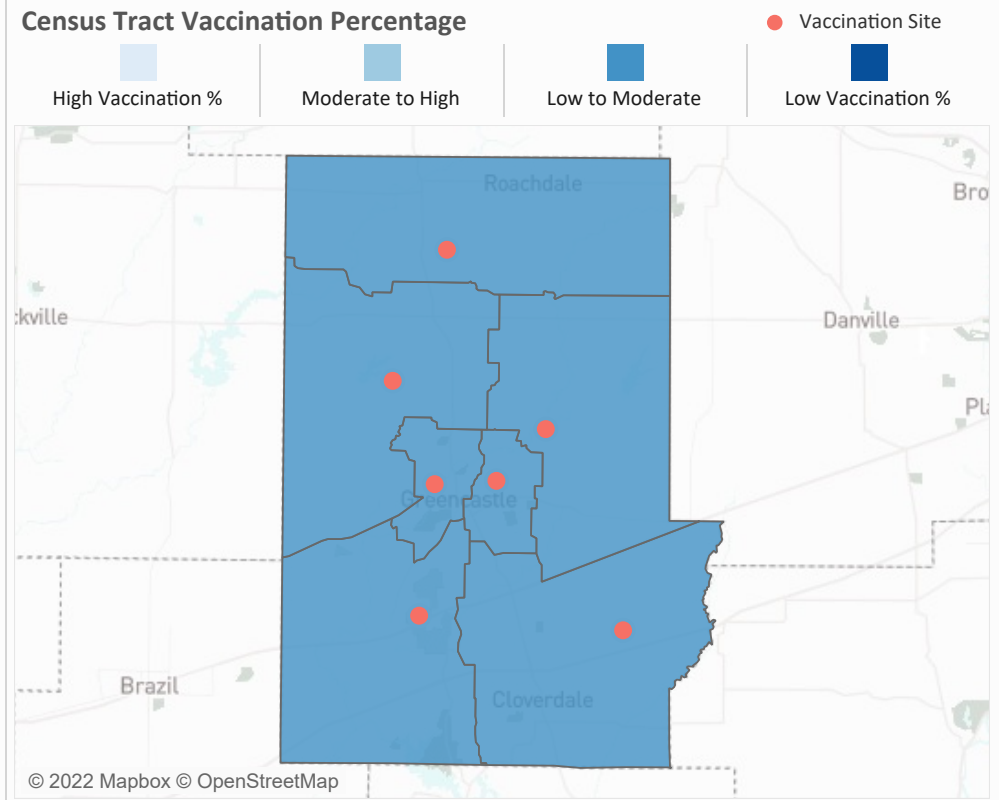 Census Tract Vaccination Percentage
Vaccination Site
High Vaccination %
Moderate to High
Low to Moderate
Low Vaccination %
Roachdale
Bro
ckville
Danville
Pla
Greencastle
Brazil
Cloverdale
© 2022 Mapbox © OpenStreetMap